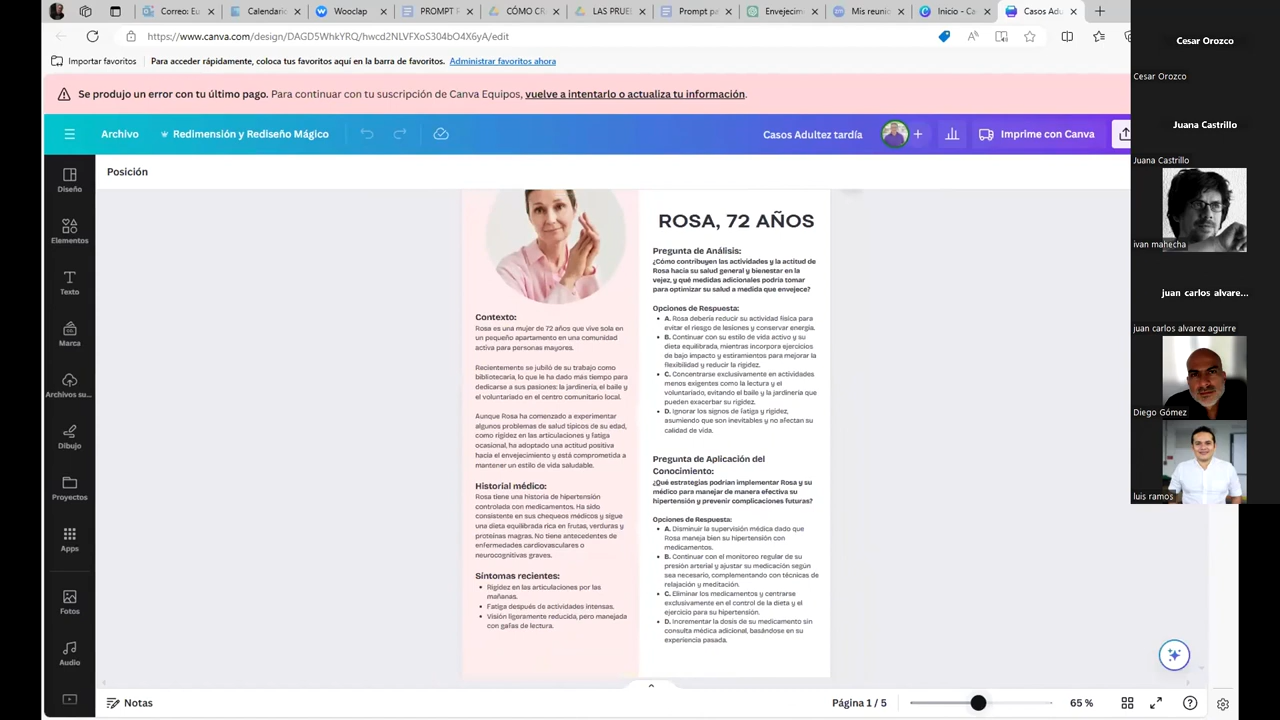 Correo: Eu
Calendario
Wooclap
PROMPT P
CÓMO CR
LAS PRUE
Prompt pe
Envejecim
Mis reunio
Inicio - Ca
Casos Adu
https://www.canva.com/design/DAGD5WhkYRQ/hwcd2NLVFXoS304bO4X6yA/edit
Importar favoritos
Para acceder rápidamente, coloca tus favoritos aquí en la barra de favoritos. Administrar favoritos ahora
Se produjo un error con tu último pago. Para continuar con tu suscripción de Canva Equipos, vuelve a intentarlo o actualiza tu información.
Archivo
Redimensión y Rediseño Mágico
Casos Adultez tardía
Imprime con Canva
Posición
Diseño
Elementos
Texto
Marca
Archivos su...
Dibujo
Proyectos
Apps
Fotos
Audio
Contexto:
Rosa es una mujer de 72 años que vive sola en
un pequeño apartamento en una comunidad
activa para personas mayores.
Recientemente se jubiló de su trabajo como
bibliotecaria, lo que le ha dado más tiempo para
dedicarse a sus pasiones: la jardinería, el baile y
el voluntariado en el centro comunitario local.
Aunque Rosa ha comenzado a experimentar
algunos problemas de salud típicos de su edad,
como rigidez en las articulaciones y fatiga
ocasional, ha adoptado una actitud positiva
hacia el envejecimiento y está comprometida a
mantener un estilo de vida saludable.
Historial médico:
Rosa tiene una historia de hipertensión
controlada con medicamentos. Ha sido
consistente en sus chequeos médicos y sigue
una dieta equilibrada rica en frutas, verduras y
proteínas magras. No tiene antecedentes de
enfermedades cardiovasculares o
neurocognitivas graves.
Síntomas recientes:
Rigidez en las articulaciones por las
mañanas.
Fatiga después de actividades intensas.
Visión ligeramente reducida, pero manejada
con gafas de lectura.
ROSA, 72 AÑOS
Pregunta de Análisis:
¿Cómo contribuyen las actividades y la actitud de
Rosa hacia su salud general y bienestar en la
vejez, y qué medidas adicionales podría tomar
para optimizar su salud a medida que envejece?
Opciones de Respuesta:
A. Rosa debería reducir su actividad física para
evitar el riesgo de lesiones y conservar energía.
B. Continuar con su estilo de vida activo y su
dieta equilibrada, mientras incorpora ejercicios
de bajo impacto y estiramientos para mejorar la
flexibilidad y reducir la rigidez.
C. Concentrarse exclusivamente en actividades
menos exigentes como la lectura y el
voluntariado, evitando el baile y la jardinería que
pueden exacerbar su rigidez.
D. Ignorar los signos de fatiga y rigidez,
asumiendo que son inevitables y no afectan su
calidad de vida.
Pregunta de Aplicación del
Conocimiento:
¿Qué estrategias podrían implementar Rosa y su
médico para manejar de manera efectiva su
hipertensión y prevenir complicaciones futuras?
Opciones de Respuesta:
A. Disminuir la supervisión médica dado que
Rosa maneja bien su hipertensión con
medicamentos.
B. Continuar con el monitoreo regular de su
presión arterial y ajustar su medicación según
sea necesario, complementando con técnicas de
relajación y meditación.
C. Eliminar los medicamentos y centrarse
exclusivamente en el control de la dieta y el
ejercicio para su hipertensión.
D. Incrementar la dosis de su medicamento sin
consulta médica adicional, basándose en su
experiencia pasada.
Notas
Página 1 / 5
65 %
Cesar Orozco
Cesar Orozco
Juana Castrillo
Juana Castrillo
ivan mahecha
juan carlos alvare...
juan carlos alvarez aguirre
Diego Gómez
luis ramos